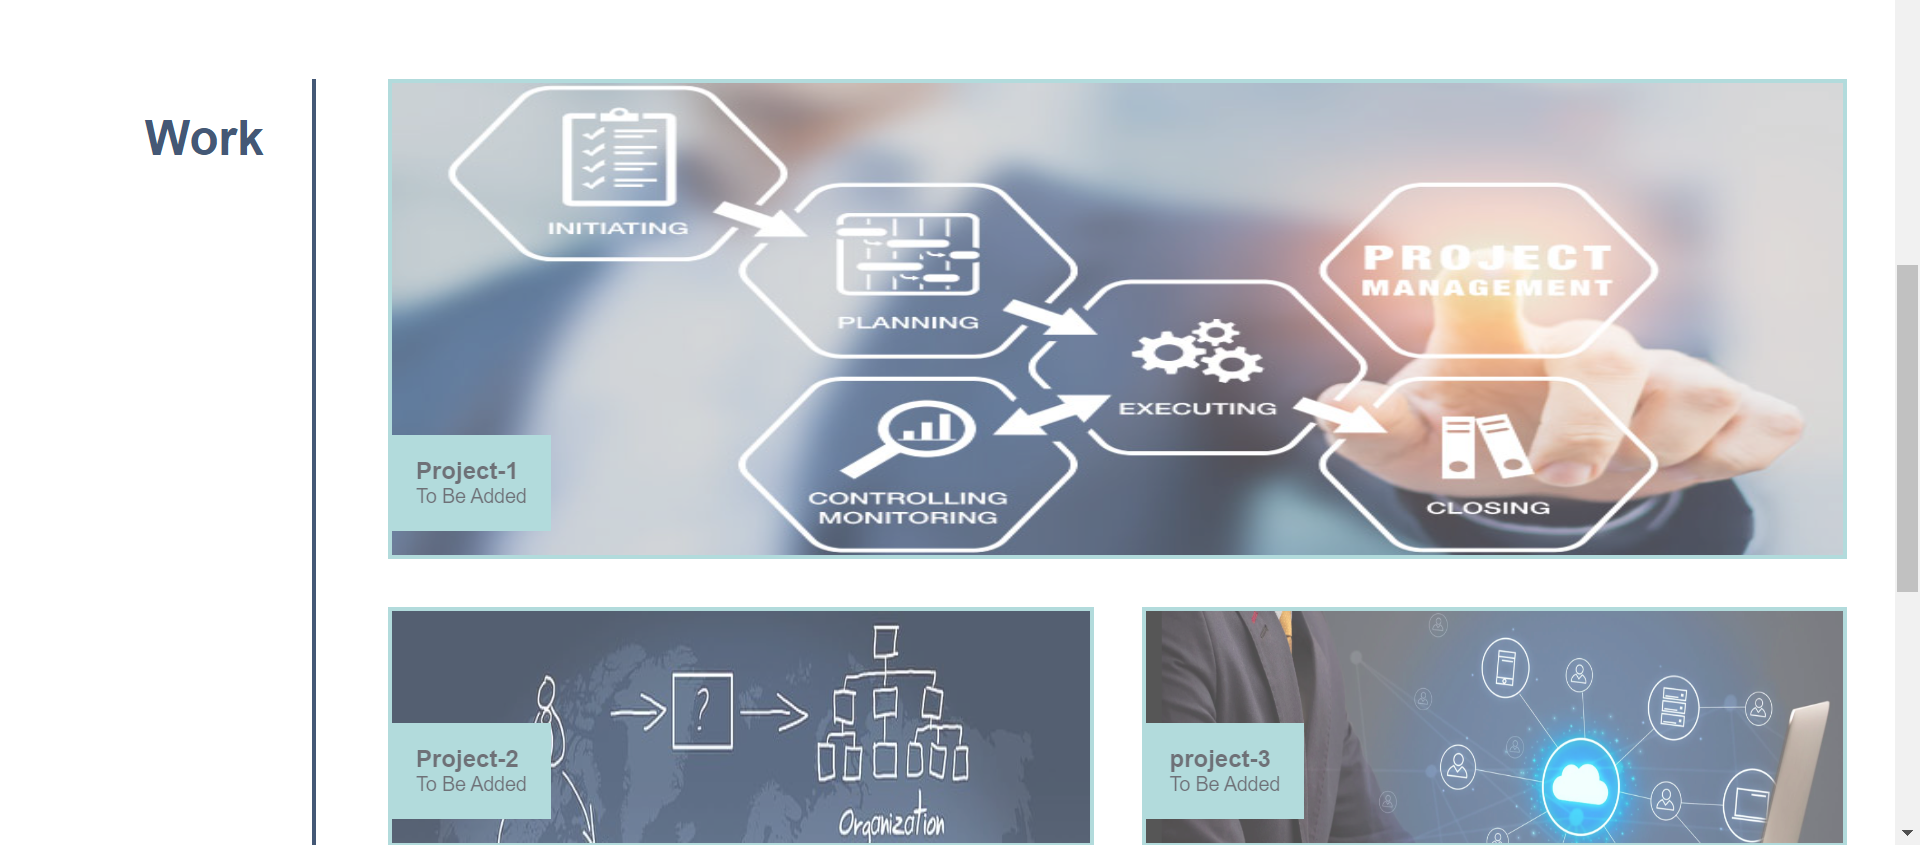 Work
INITIATING
PLANNING
PROJECT
MANAGEMENT
EXECUTING
CONTROLLING
MONITORING
CLOSING
Project-1
To Be Added
?
Organization
Project-2
To Be Added
project-3
To Be Added